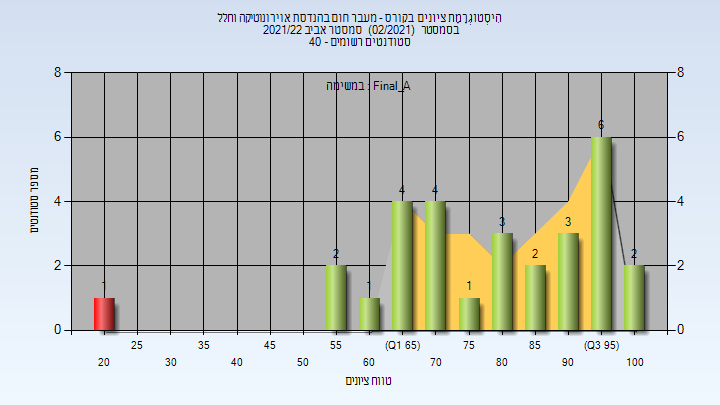 הִיסְטוֹגְרָמַת ציונים בקורס - מעבר חום בהנדסת אוירונוטיקה וחלל
בסמסטר (02/2021) סמסטר אביב 2021/22
סטודנטים רשומים - 40
במשימה : Final_A
מספר סטודנטים
8 8
6 6
4 4
2 2
0 0
1 2 1 4 4 1 3 2 3 6 2
25 35 45 55 (Q1 65) 75 85 (Q3 95)
20 30 40 50 60 70 80 90 100
טווח ציונים